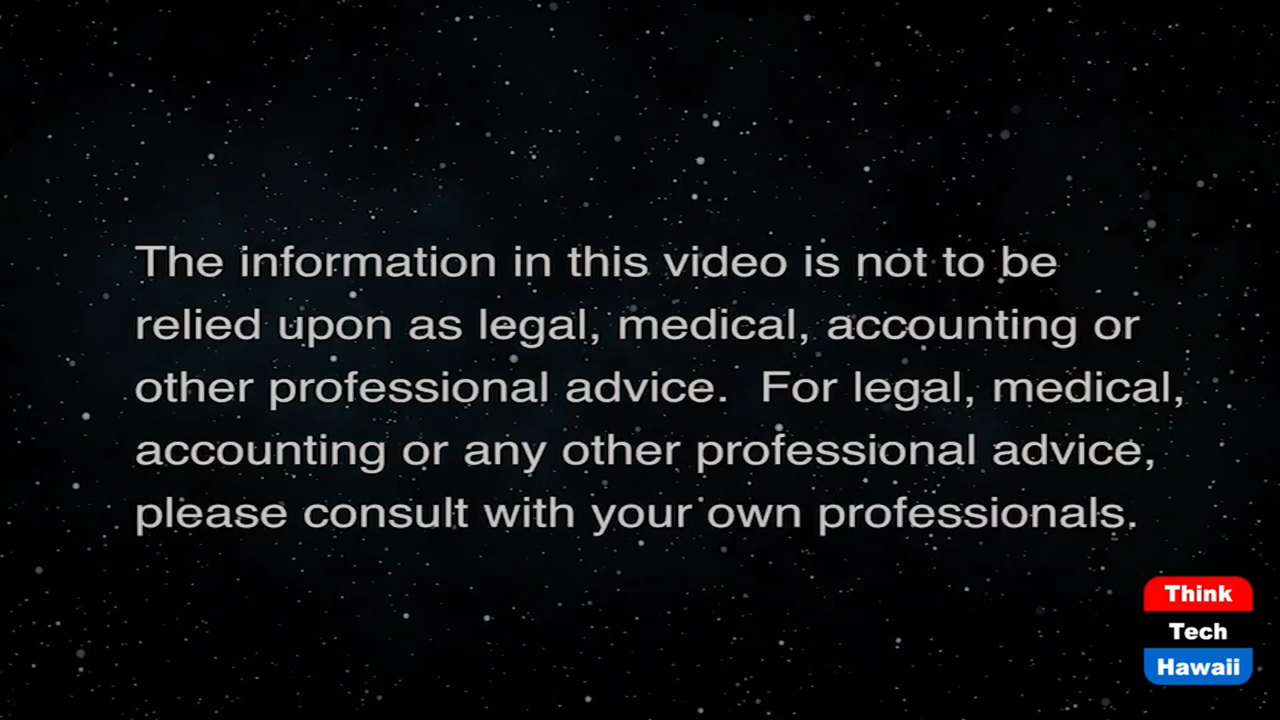 The information in this video is not to be
relied upon as legal, medical, accounting or
other professional advice.  For legal, medical,
accounting or any other professional advice,
please consult with your own professionals.
Think
Tech
Hawaii